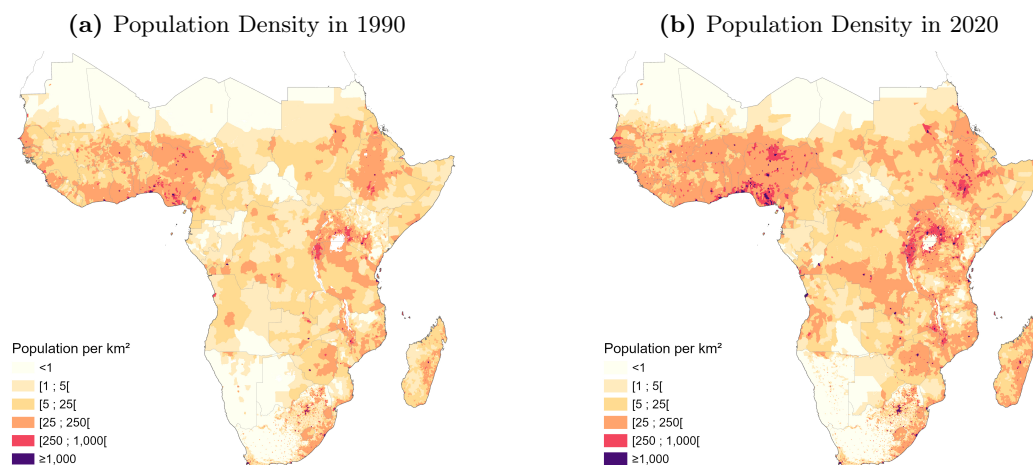 (a) Population Density in 1990
(b) Population Density in 2020
Population per km²
<1
[1 ; 5[
[5 ; 25[
[25 ; 250[
[250 ; 1,000[
≥1,000
Population per km²
<1
[1 ; 5[
[5 ; 25[
[25 ; 250[
[250 ; 1,000[
≥1,000